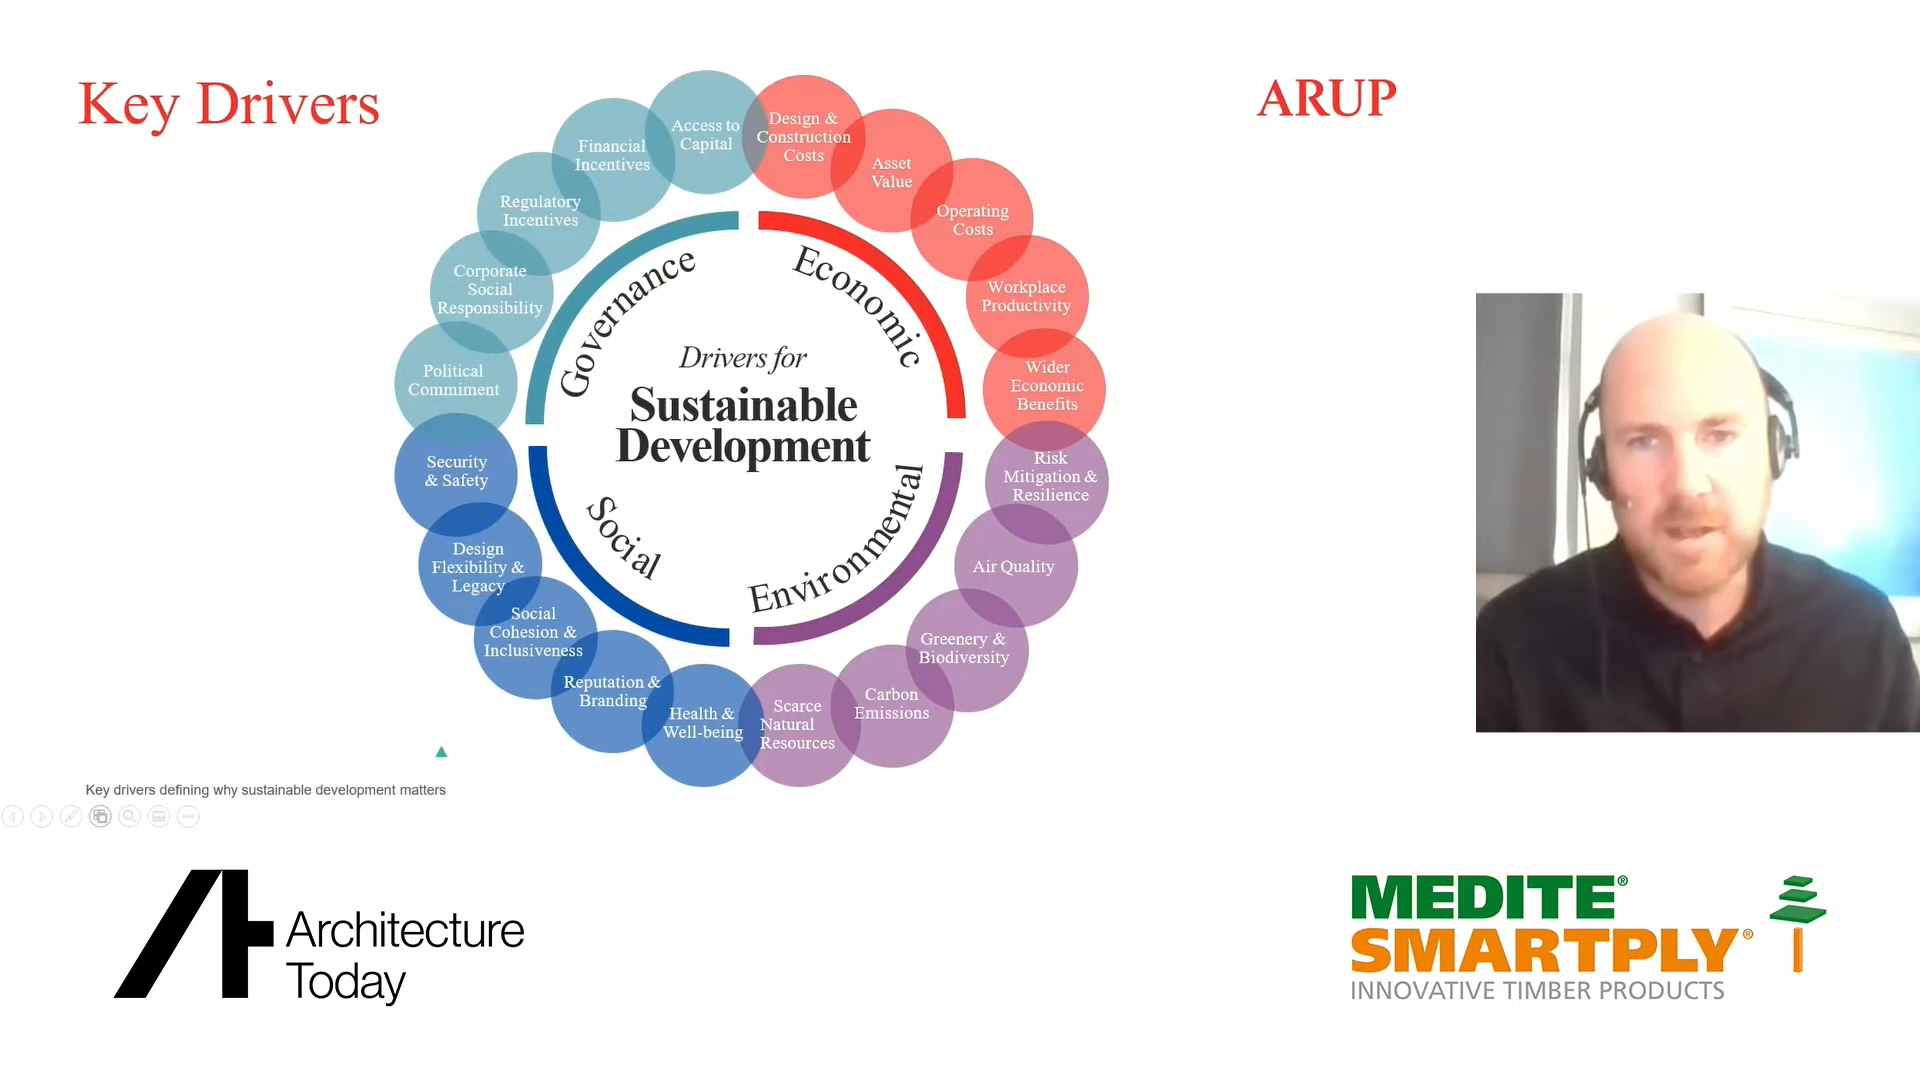 Key Drivers
ARUP
Access to
Capital
Financial
Incentives
Regulatory
Incentives
Corporate
Social
Responsibility
Political
Commiment
Design &
Construction
Costs
Asset
Value
Operating
Costs
Workplace
Productivity
Wider
Economic
Benefits
Governance
Economic
Drivers for
Sustainable
Development
Social
Environmental
Security
& Safety
Design
Flexibility &
Legacy
Social
Cohesion &
Inclusiveness
Reputation &
Branding
Health &
Well-being
Risk
Mitigation &
Resilience
Air Quality
Greenery &
Biodiversity
Carbon
Emissions
Scarce
Natural
Resources
Key drivers defining why sustainable development matters
Architecture
Today
MEDITE®
SMARTPLY®
INNOVATIVE TIMBER PRODUCTS